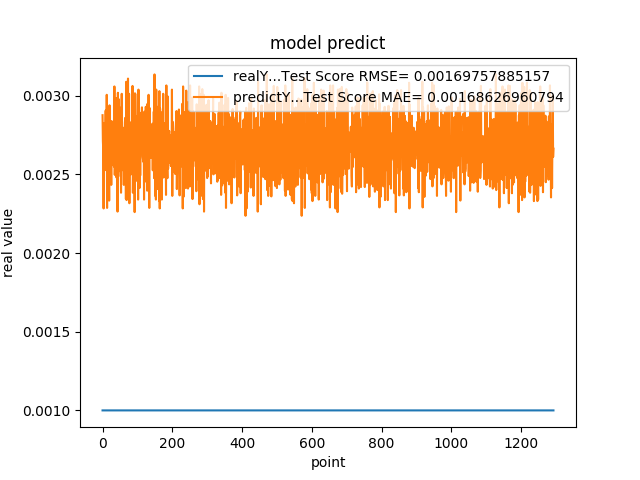 model predict
realY...Test Score RMSE= 0.00169757885157
predictY...Test Score MAE= 0.00168626960794
0.003000
0.0025
0.0020
0.0015
0.0010
real value
0
200
400
600
800
1000
1200
point